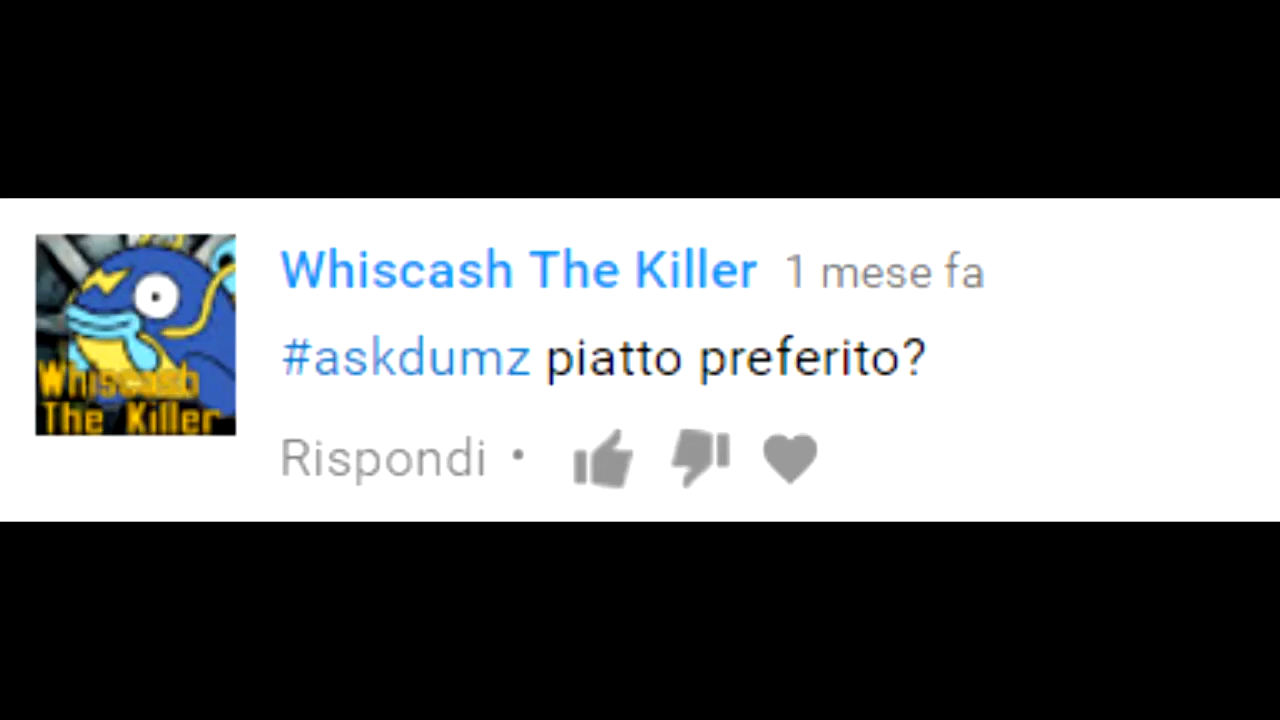 Whiscash The Killer 1 mese fa
#askdumz piatto preferito?
Rispondi •
Whiscash
The Killer